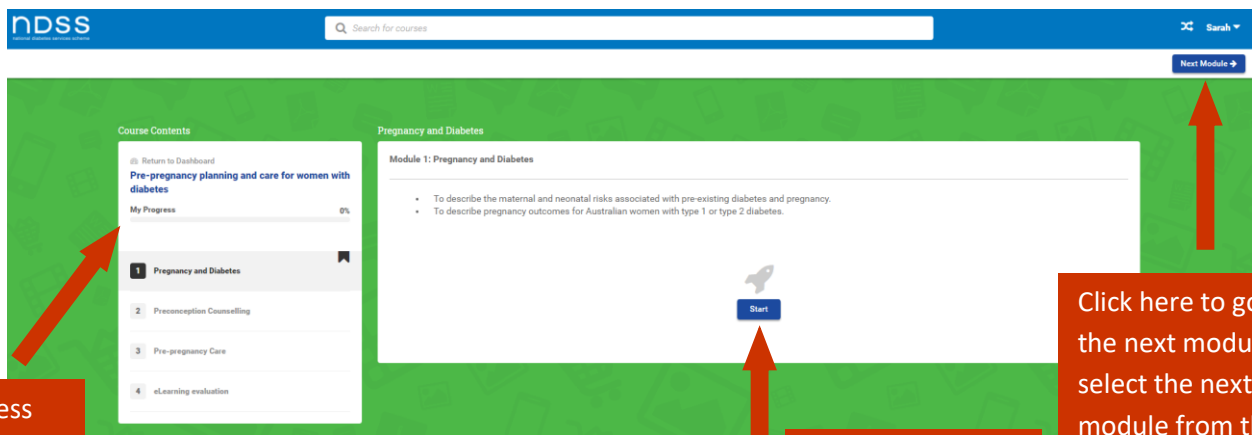 NDSS
national diabetes services scheme
Search for courses
Sarah
Next Module →
Course Contents
Return to Dashboard
Pre-pregnancy planning and care for women with
diabetes
My Progress 0%
1 Pregnancy and Diabetes
2 Preconception Counselling
3 Pre-pregnancy Care
4 eLearning evaluation
Pregnancy and Diabetes
Module 1: Pregnancy and Diabetes
• To describe the maternal and neonatal risks associated with pre-existing diabetes and pregnancy.
• To describe pregnancy outcomes for Australian women with type 1 or type 2 diabetes.
Start
Click here to go
the next modu
select the next
module from th
ess